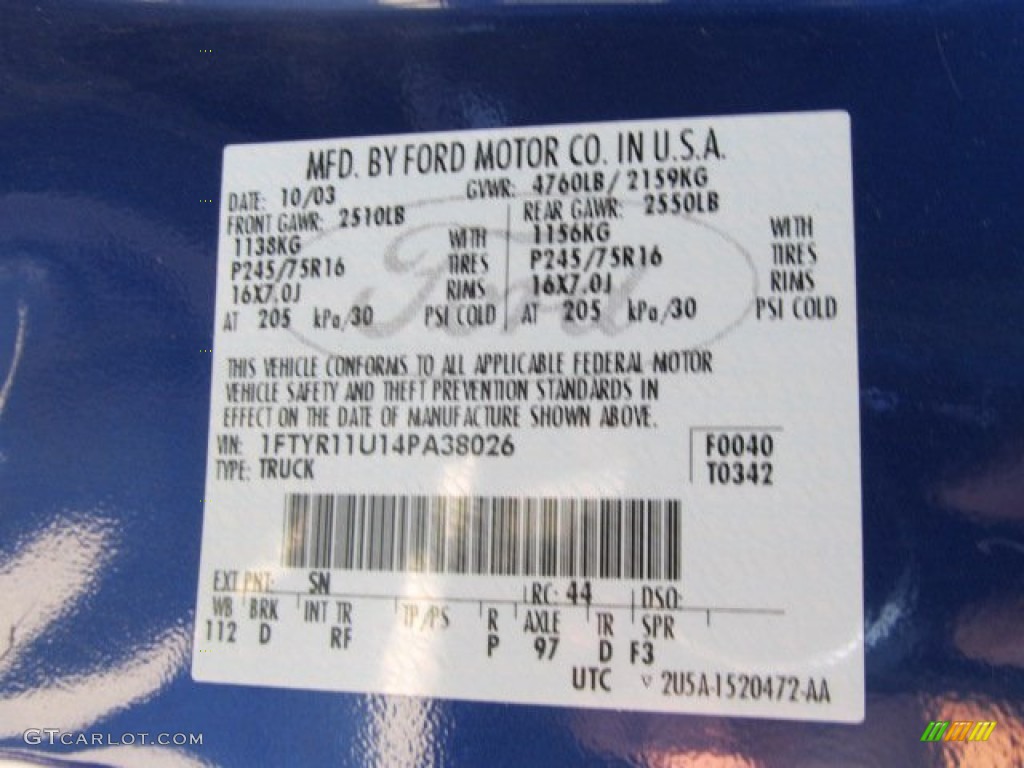 MFD. BY FORD MOTOR CO. IN U.S.A.
DATE: 10/03 GVWR: 4760LB / 2159KG
FRONT GAWR: 2510LB REAR GAWR: 2550LB
1138KG WITH 1156KG WITH
P245/75R16 TIRES P245/75R16 TIRES
16X7.0J RIMS 16X7.0J RIMS
AT 205 kPa/30 PSI COLD AT 205 kPa/30 PSI COLD
Ford
THIS VEHICLE CONFORMS TO ALL APPLICABLE FEDERAL MOTOR
VEHICLE SAFETY AND THEFT PREVENTION STANDARDS IN
EFFECT ON THE DATE OF MANUFACTURE SHOWN ABOVE.
VIN: 1FTYR11U14PA38026 F0040
TYPE: TRUCK T0342
EXT PNT: SN RC: 44 DSO:
WB BRK INT TR TP/PS R AXLE TR SPR
112 D RF P 97 D F3
UTC ▽ 2U5A-1520472-AA
GTCARLOT.COM